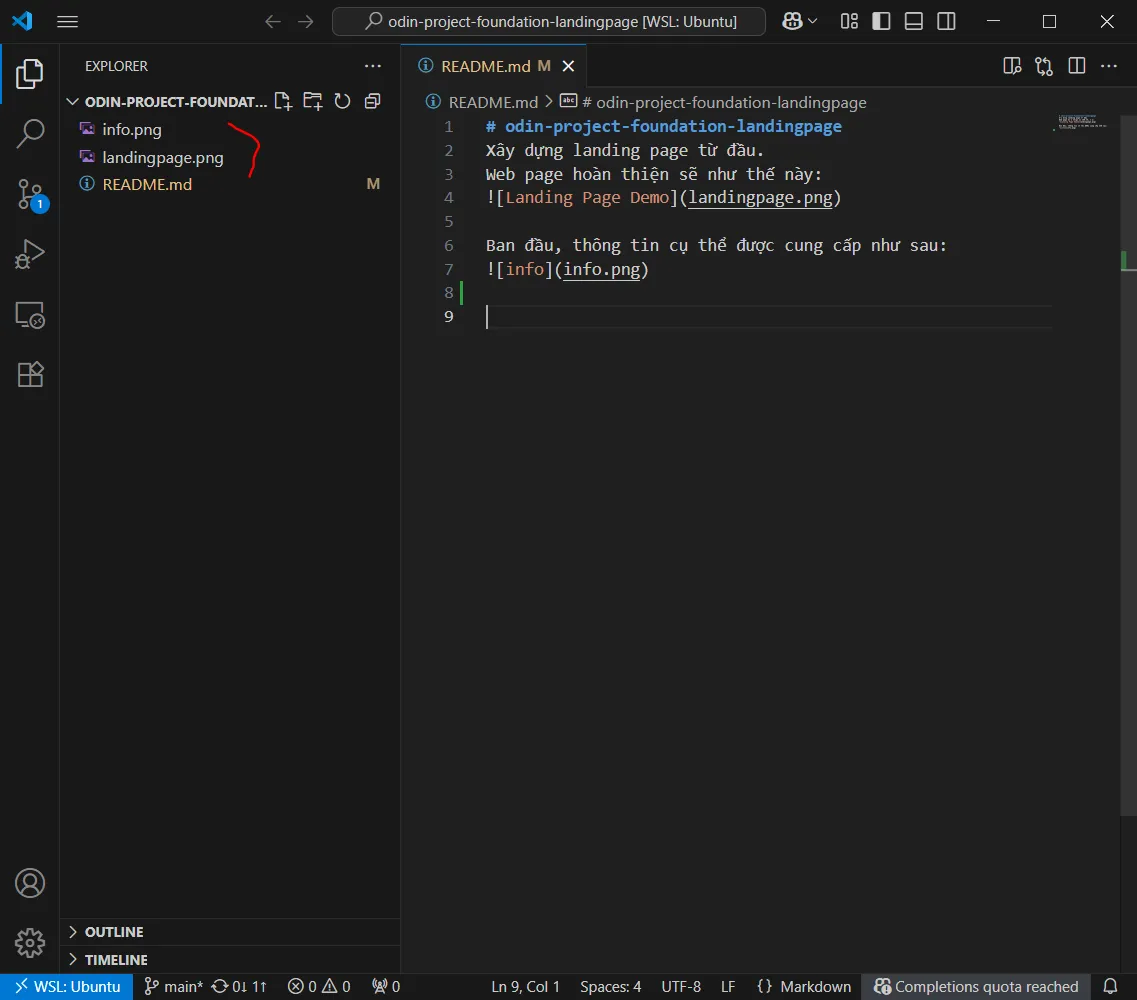 odin-project-foundation-landingpage [WSL: Ubuntu]
EXPLORER
ODIN-PROJECT-FOUNDAT...
info.png
landingpage.png
README.md M
README.md M
README.md > # odin-project-foundation-landingpage
1 # odin-project-foundation-landingpage
2 Xây dựng landing page từ đầu.
3 Web page hoàn thiện sẽ như thế này:
4 ![Landing Page Demo](landingpage.png)
5
6 Ban đầu, thông tin cụ thể được cung cấp như sau:
7 ![info](info.png)
8
9
1
OUTLINE
TIMELINE
WSL: Ubuntu main* 0↓ 1↑ 0 0 0 Ln 9, Col 1 Spaces: 4 UTF-8 LF {} Markdown Completions quota reached